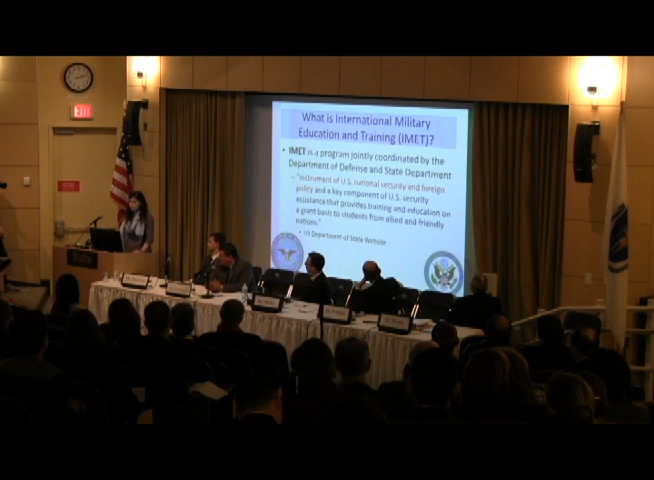 EXIT
What is International Military
Education and Training (IMET)?
• IMET is a program jointly coordinated by the
Department of Defense and State Department
– "Instrument of U.S. national security and foreign
policy and a key component of U.S. security
assistance that provides training and education on
a grant basis to students from allied and friendly
nations."
• US Department of State Website